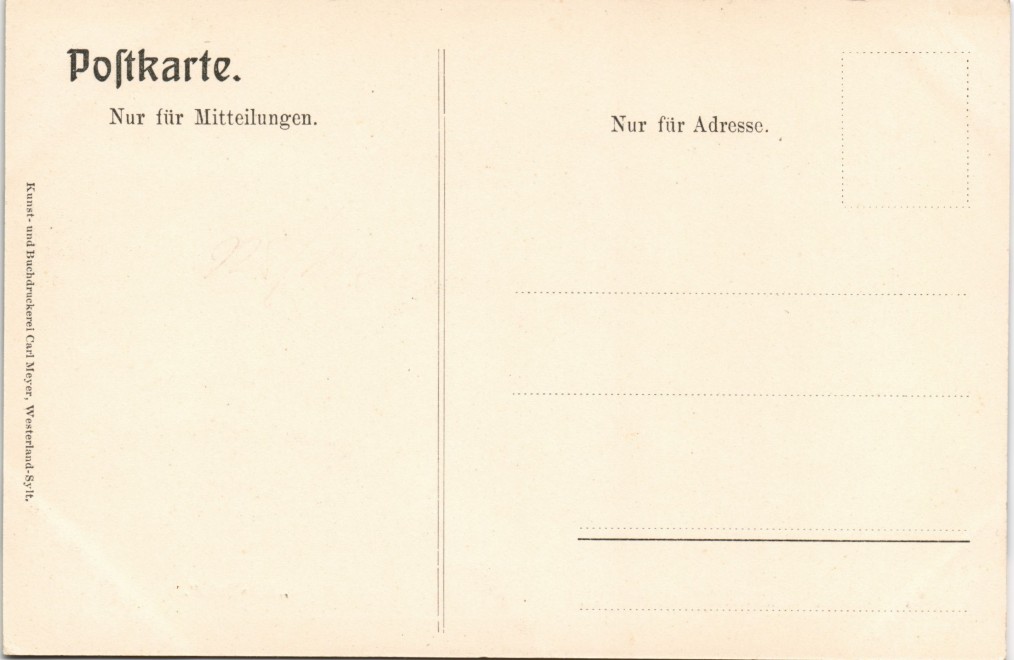 Poſtkarte.
Nur für Mitteilungen.
Nur für Adresse.
Kunst- und Buchdruckerei Carl Meyer, Westerland-Sylt.